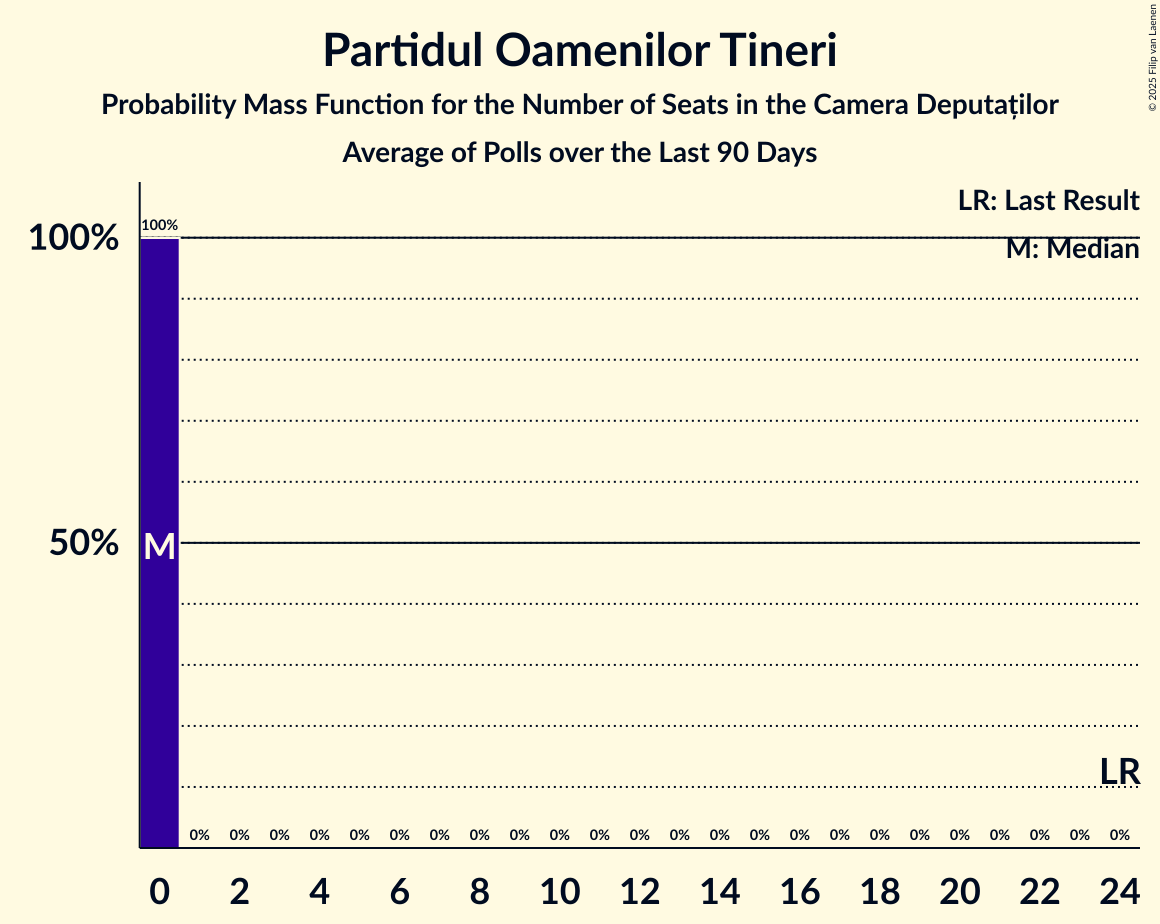 Partidul Oamenilor Tineri
Probability Mass Function for the Number of Seats in the Camera Deputaților
Average of Polls over the Last 90 Days
© 2025 Filip van Laenen
LR: Last Result
M: Median
100%
100%
50%
M
LR
0% 0% 0% 0% 0% 0% 0% 0% 0% 0% 0% 0% 0% 0% 0% 0% 0% 0% 0% 0% 0% 0% 0% 0%
0 2 4 6 8 10 12 14 16 18 20 22 24